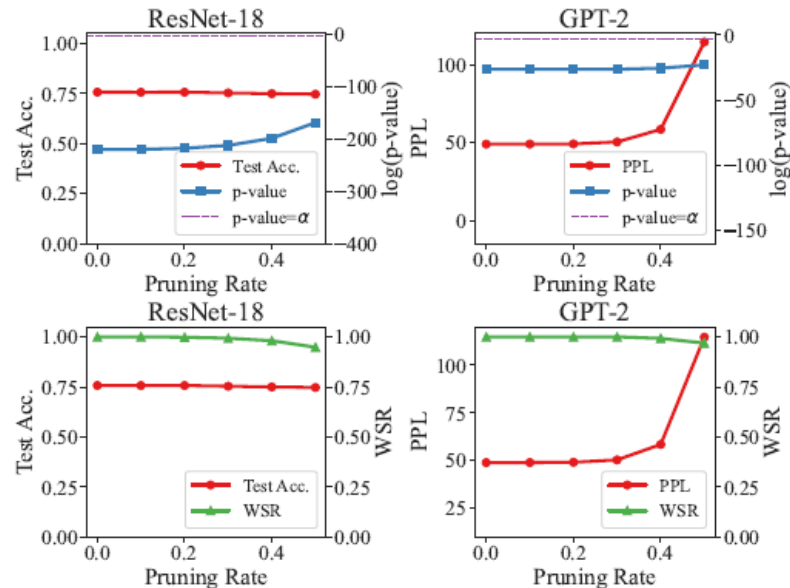 ResNet-18
Test Acc.
1.00
0.75
0.50
0.25
0.00
0
−100
−200
−300
−400
log(p-value)
Test Acc.
p-value
p-value=α
0.0
0.2
0.4
Pruning Rate
GPT-2
PPL
100
50
0
0
−50
−100
−150
log(p-value)
PPL
p-value
p-value=α
0.0
0.2
0.4
Pruning Rate
ResNet-18
Test Acc.
1.00
0.75
0.50
0.25
0.00
1.00
0.75
0.50
0.25
0.00
WSR
Test Acc.
WSR
0.0
0.2
0.4
Pruning Rate
GPT-2
PPL
100
75
50
25
1.00
0.75
0.50
0.25
0.00
WSR
PPL
WSR
0.0
0.2
0.4
Pruning Rate